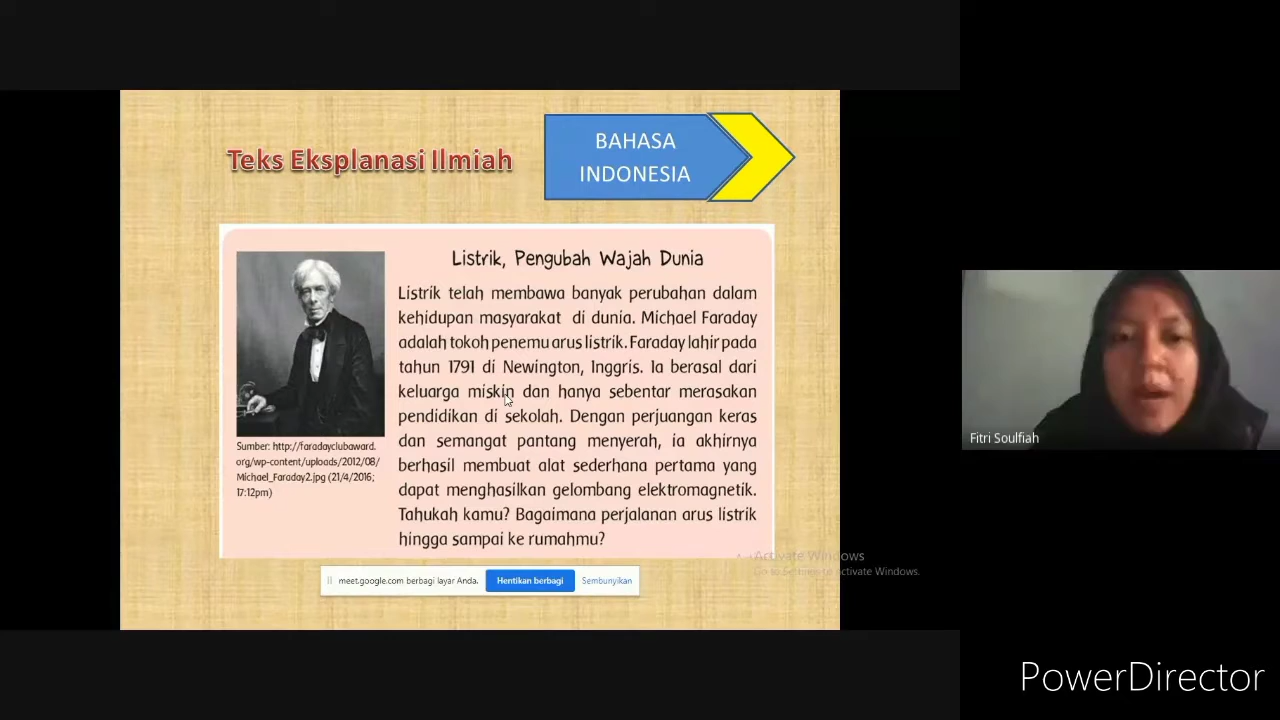 Teks Eksplanasi Ilmiah
BAHASA
INDONESIA
Listrik, Pengubah Wajah Dunia
Listrik telah membawa banyak perubahan dalam
kehidupan masyarakat di dunia. Michael Faraday
adalah tokoh penemu arus listrik. Faraday lahir pada
tahun 1791 di Newington, Inggris. Ia berasal dari
keluarga miskin dan hanya sebentar merasakan
pendidikan di sekolah. Dengan perjuangan keras
dan semangat pantang menyerah, ia akhirnya
berhasil membuat alat sederhana pertama yang
dapat menghasilkan gelombang elektromagnetik.
Tahukah kamu? Bagaimana perjalanan arus listrik
hingga sampai ke rumahmu?
Sumber: http://faradayclubaward.
org/wp-content/uploads/2012/08/
Michael_Faraday2.jpg (21/4/2016;
17:12pm)
meet.google.com berbagi layar Anda.
Hentikan berbagi
Sembunyikan
Activate Windows
Go to Settings to activate Windows.
Fitri Soulfiah
PowerDirector